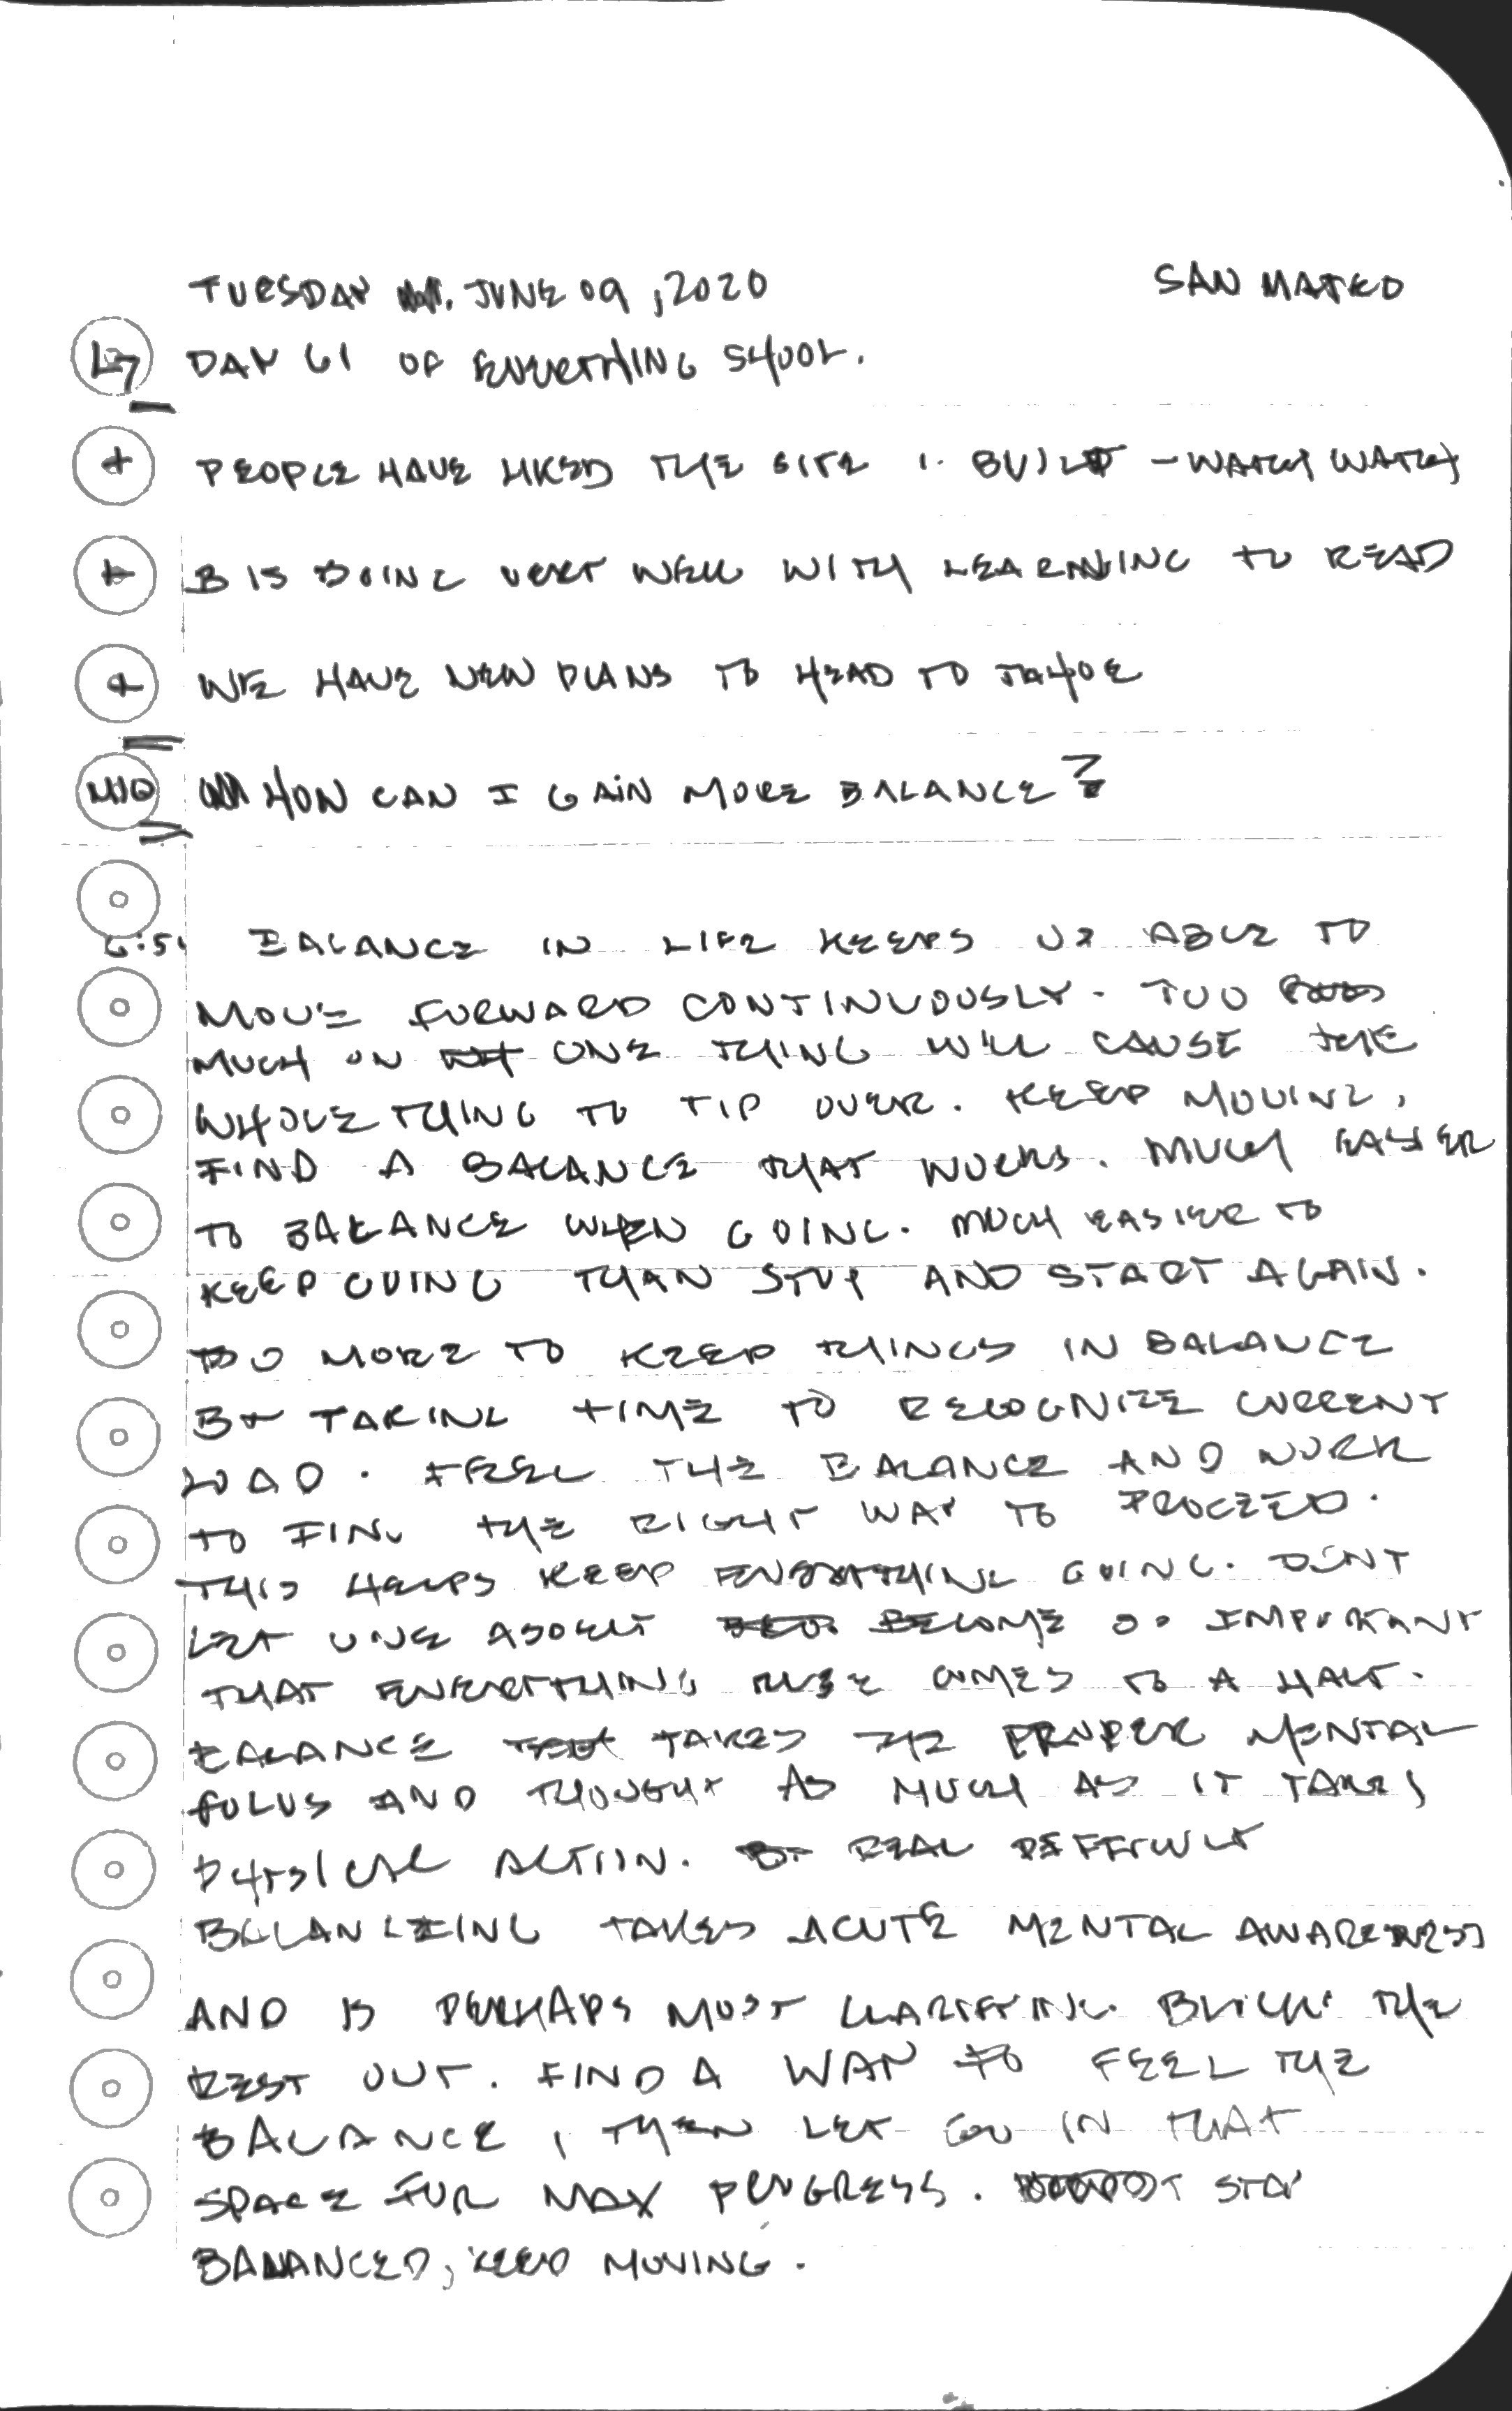 TUESDAY JUNE 09, 2020 SAN MATEO
DAY 61 OF EVERYTHING SCHOOL.
+ PEOPLE HAVE LIKED THE SITE I BUILT - WATCH WATCH
+ B IS DOING VERY WELL WITH LEARNING TO READ
+ WE HAVE NEW PLANS TO HEAD TO TAHOE
HOW CAN I GAIN MORE BALANCE?
BALANCE IN LIFE KEEPS US ABLE TO
MOVE FORWARD CONTINUOUSLY. TOO
MUCH ON ONE THING WILL CAUSE THE
WHOLE THING TO TIP OVER. KEEP MOVING,
FIND A BALANCE THAT WORKS. MUCH EASIER
TO BALANCE WHEN GOING. MUCH EASIER TO
KEEP GOING THAN STOP AND START AGAIN.
DO MORE TO KEEP THINGS IN BALANCE
BY TAKING TIME TO RECOGNIZE CURRENT
LOAD. FEEL THE BALANCE AND WORK
TO FIND THE RIGHT WAY TO PROCEED.
THIS HELPS KEEP EVERYTHING GOING. DON'T
LET ONE ASPECT BECOME SO IMPORTANT
THAT EVERYTHING ELSE COMES TO A HALT.
BALANCE TAKES THE PROPER MENTAL
FOCUS AND THOUGHT AS MUCH AS IT TAKES
PHYSICAL ACTION. REAL DIFFICULT
BALANCEING TAKES ACUTE MENTAL AWARENESS
AND IS PERHAPS MOST CLARIFYING. BLOCK THE
REST OUT. FIND A WAY TO FEEL THE
BALANCE, THEN LET GO IN THAT
SPACE FOR MAX PROGRESS. STAY
BALANCED, KEEP MOVING.